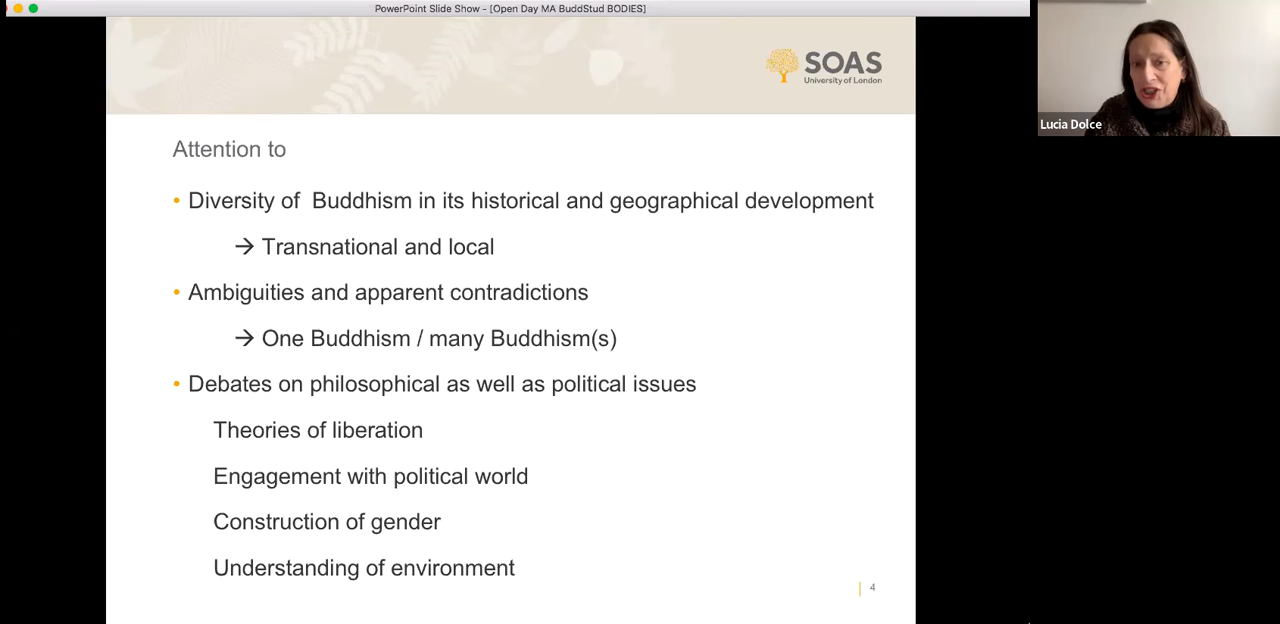 PowerPoint Slide Show - [Open Day MA BuddStud BODIES]
SOAS
University of London
Lucia Dolce
Attention to
• Diversity of  Buddhism in its historical and geographical development
→ Transnational and local
• Ambiguities and apparent contradictions
→ One Buddhism / many Buddhism(s)
• Debates on philosophical as well as political issues
Theories of liberation
Engagement with political world
Construction of gender
Understanding of environment
4